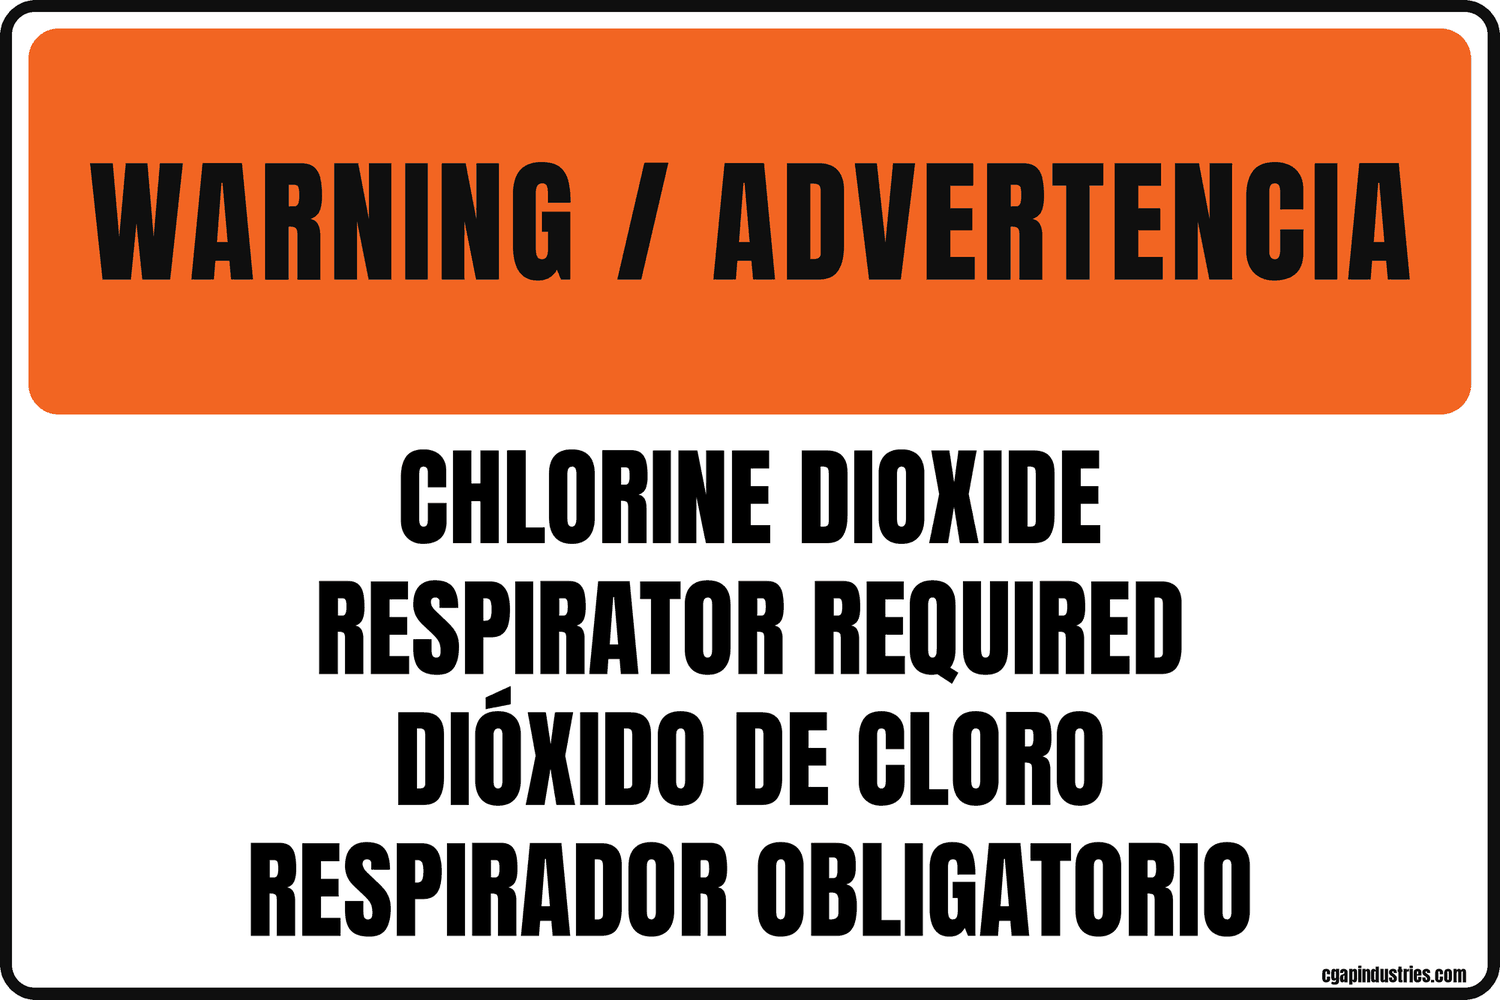 WARNING / ADVERTENCIA
CHLORINE DIOXIDE
RESPIRATOR REQUIRED
DIÓXIDO DE CLORO
RESPIRADOR OBLIGATORIO
cgapindustries.com